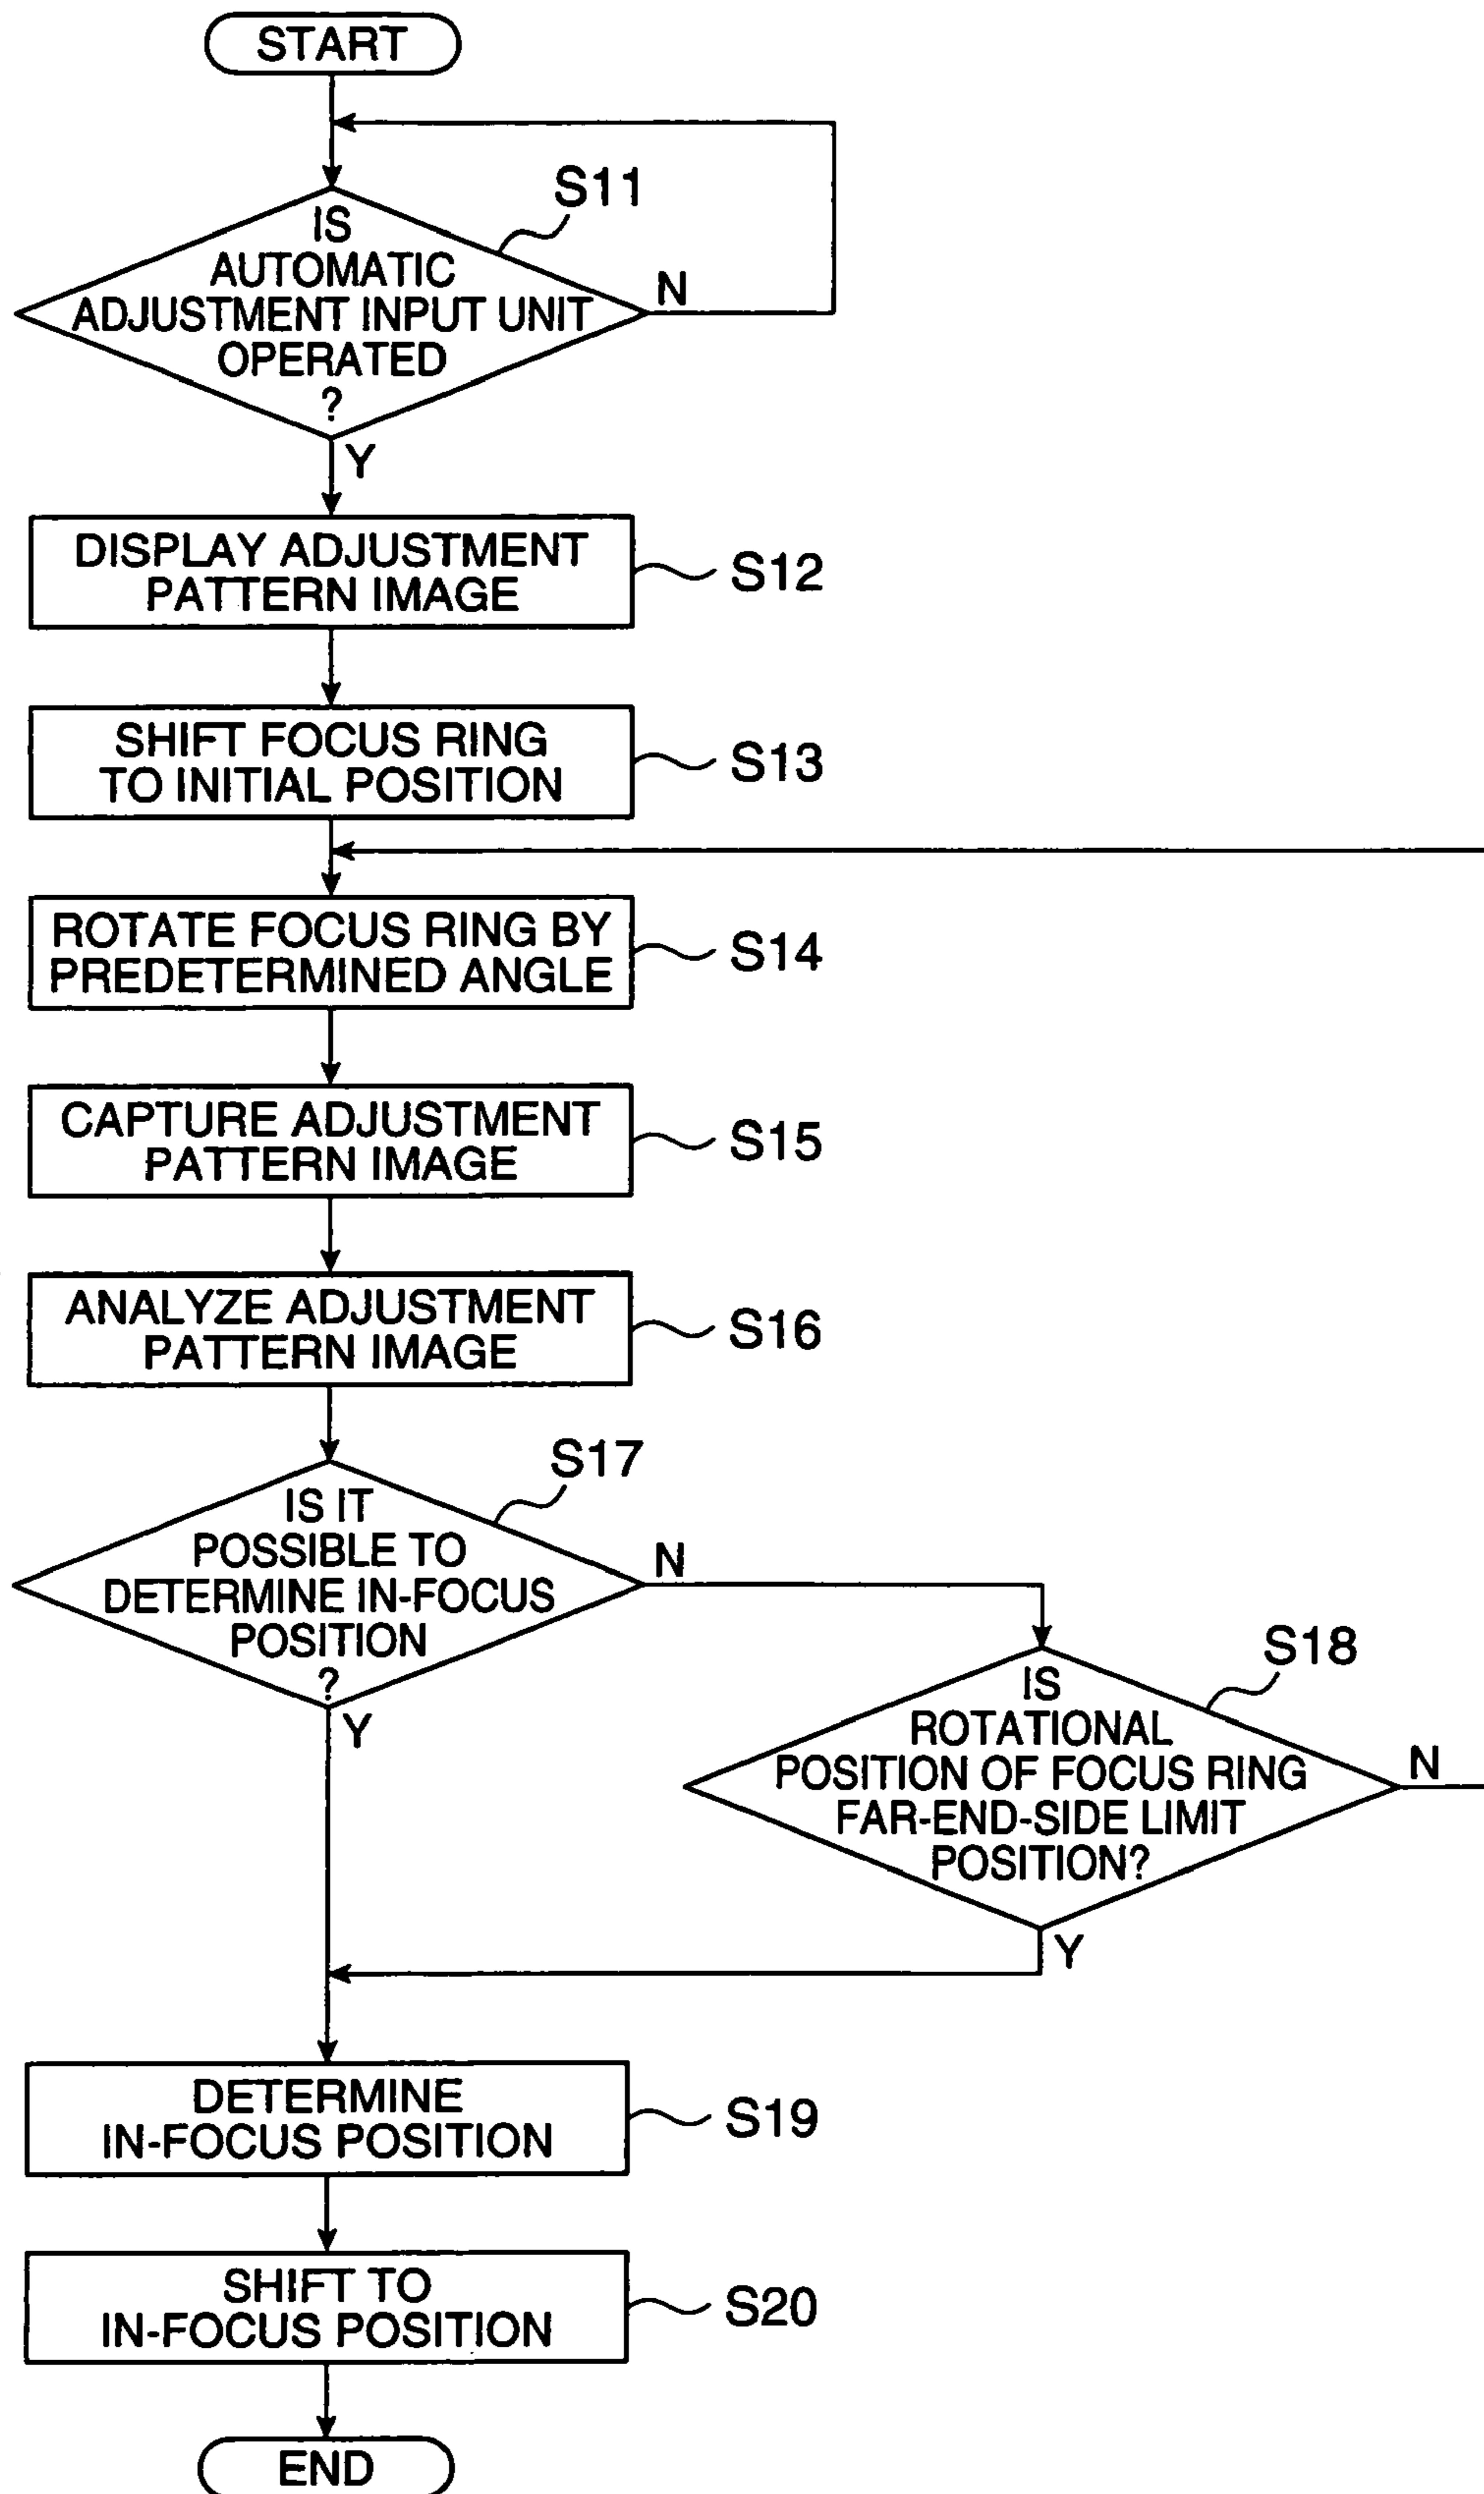 START
S11
IS
AUTOMATIC
ADJUSTMENT INPUT UNIT
OPERATED
?
N
Y
DISPLAY ADJUSTMENT
PATTERN IMAGE
S12
SHIFT FOCUS RING
TO INITIAL POSITION
S13
ROTATE FOCUS RING BY
PREDETERMINED ANGLE
S14
CAPTURE ADJUSTMENT
PATTERN IMAGE
S15
ANALYZE ADJUSTMENT
PATTERN IMAGE
S16
S17
IS IT
POSSIBLE TO
DETERMINE IN-FOCUS
POSITION
?
N
Y
S18
IS
ROTATIONAL
POSITION OF FOCUS RING
FAR-END-SIDE LIMIT
POSITION?
N
Y
DETERMINE
IN-FOCUS POSITION
S19
SHIFT TO
IN-FOCUS POSITION
S20
END